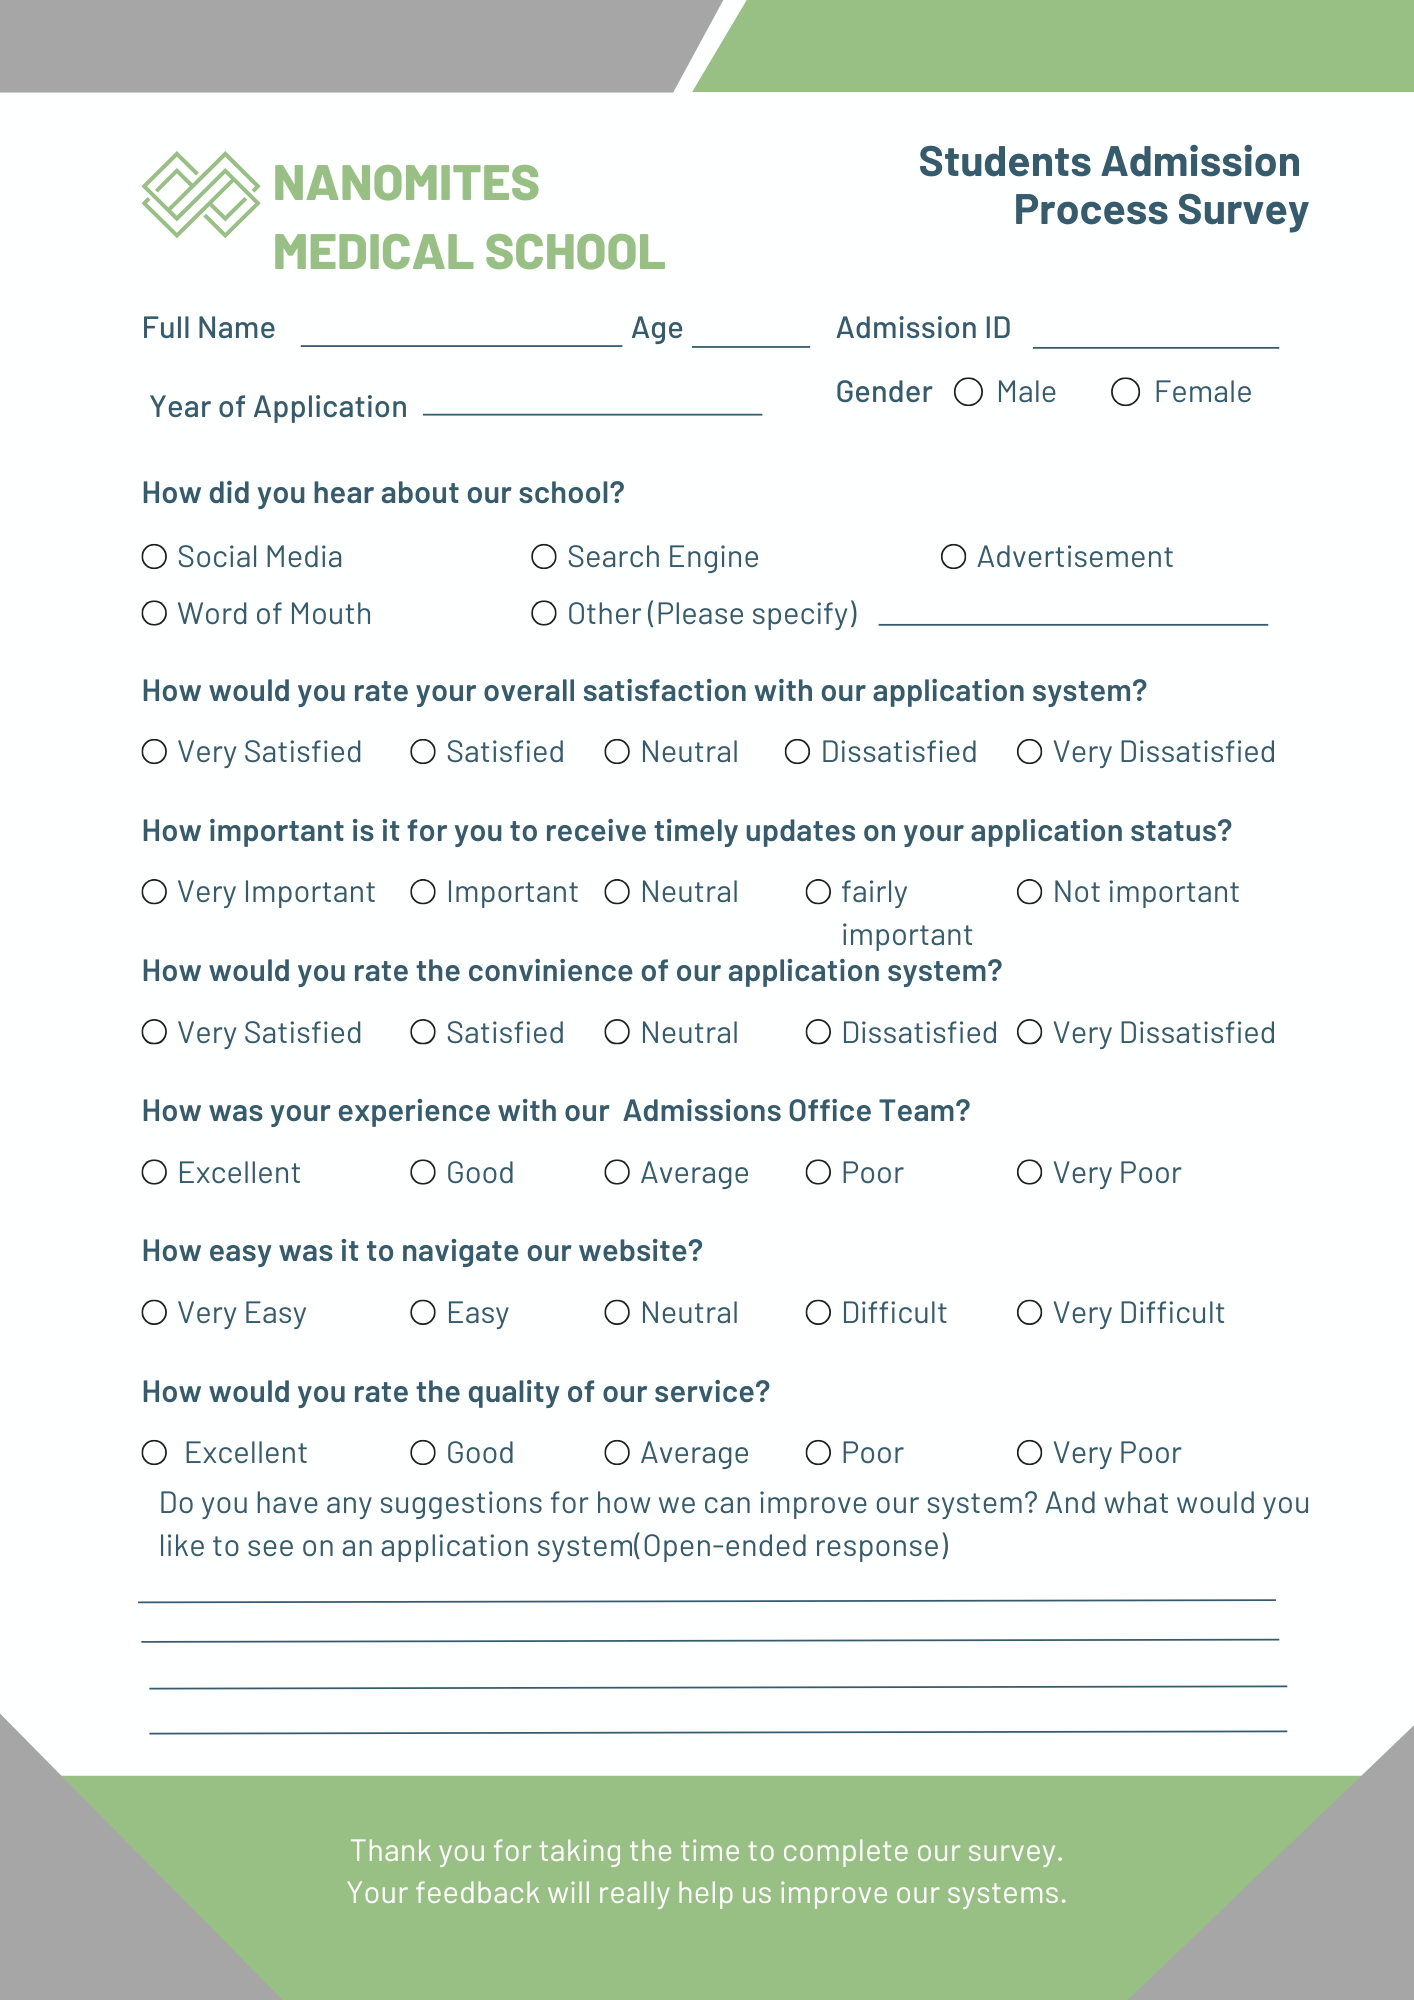 NANOMITES
MEDICAL SCHOOL
Students Admission
Process Survey
Full Name Age Admission ID
Year of Application Gender Male Female
How did you hear about our school?
Social Media Search Engine Advertisement
Word of Mouth Other (Please specify)
How would you rate your overall satisfaction with our application system?
Very Satisfied Satisfied Neutral Dissatisfied Very Dissatisfied
How important is it for you to receive timely updates on your application status?
Very Important Important Neutral fairly Not important
important
How would you rate the convinience of our application system?
Very Satisfied Satisfied Neutral Dissatisfied Very Dissatisfied
How was your experience with our Admissions Office Team?
Excellent Good Average Poor Very Poor
How easy was it to navigate our website?
Very Easy Easy Neutral Difficult Very Difficult
How would you rate the quality of our service?
Excellent Good Average Poor Very Poor
Do you have any suggestions for how we can improve our system? And what would you
like to see on an application system(Open-ended response)
Thank you for taking the time to complete our survey.
Your feedback will really help us improve our systems.